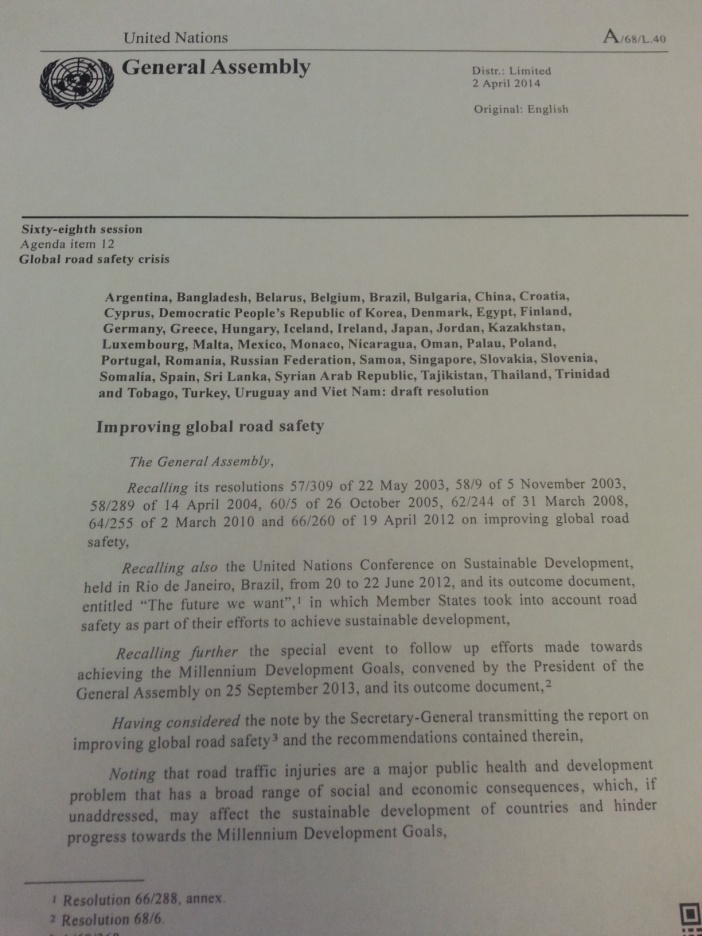 United Nations
A/68/L.40
General Assembly
Distr.: Limited
2 April 2014
Original: English
Sixty-eighth session
Agenda item 12
Global road safety crisis
Argentina, Bangladesh, Belarus, Belgium, Brazil, Bulgaria, China, Croatia,
Cyprus, Democratic People's Republic of Korea, Denmark, Egypt, Finland,
Germany, Greece, Hungary, Iceland, Ireland, Japan, Jordan, Kazakhstan,
Luxembourg, Malta, Mexico, Monaco, Nicaragua, Oman, Palau, Poland,
Portugal, Romania, Russian Federation, Samoa, Singapore, Slovakia, Slovenia,
Somalia, Spain, Sri Lanka, Syrian Arab Republic, Tajikistan, Thailand, Trinidad
and Tobago, Turkey, Uruguay and Viet Nam: draft resolution
Improving global road safety
The General Assembly,
Recalling its resolutions 57/309 of 22 May 2003, 58/9 of 5 November 2003,
58/289 of 14 April 2004, 60/5 of 26 October 2005, 62/244 of 31 March 2008,
64/255 of 2 March 2010 and 66/260 of 19 April 2012 on improving global road
safety,
Recalling also the United Nations Conference on Sustainable Development,
held in Rio de Janeiro, Brazil, from 20 to 22 June 2012, and its outcome document,
entitled “The future we want”,¹ in which Member States took into account road
safety as part of their efforts to achieve sustainable development,
Recalling further the special event to follow up efforts made towards
achieving the Millennium Development Goals, convened by the President of the
General Assembly on 25 September 2013, and its outcome document,²
Having considered the note by the Secretary-General transmitting the report on
improving global road safety³ and the recommendations contained therein,
Noting that road traffic injuries are a major public health and development
problem that has a broad range of social and economic consequences, which, if
unaddressed, may affect the sustainable development of countries and hinder
progress towards the Millennium Development Goals,
¹ Resolution 66/288, annex.
² Resolution 68/6.